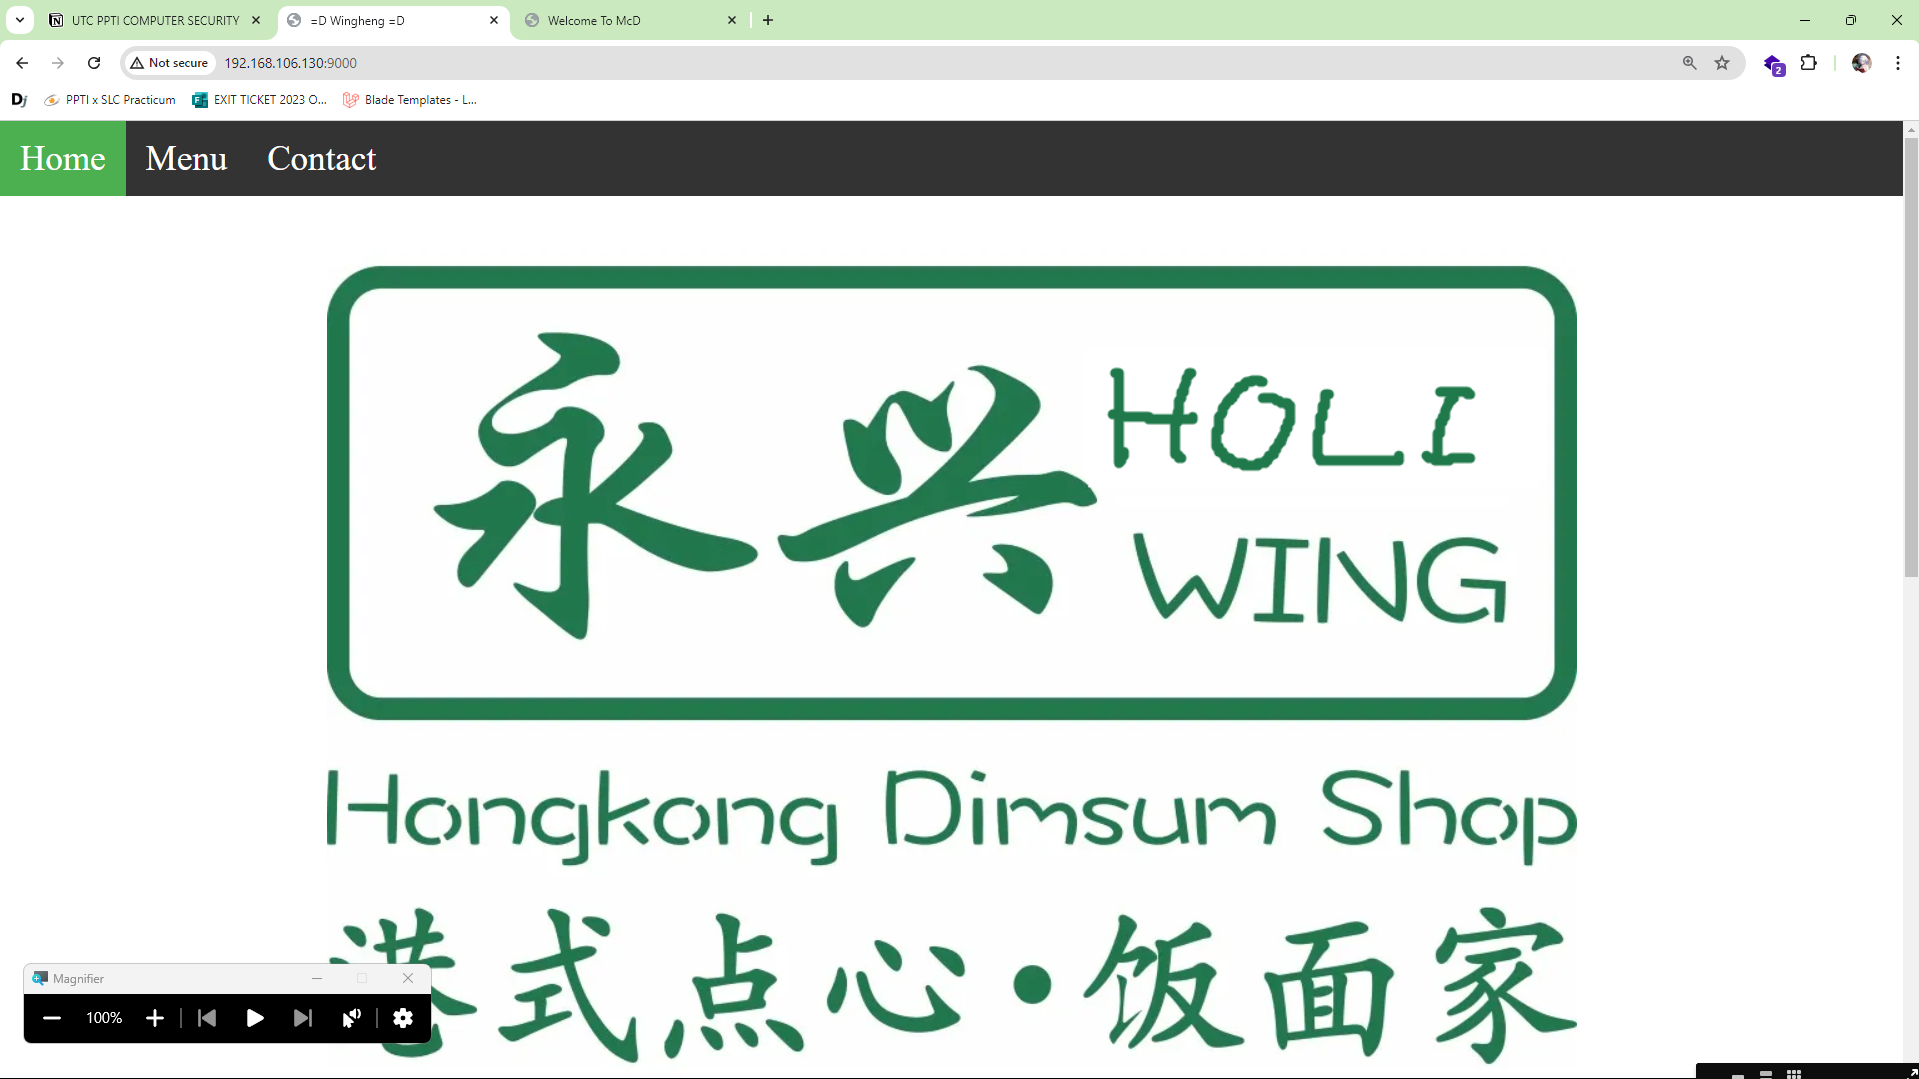 UTC PPTI COMPUTER SECURITY
=D Wingheng =D
Welcome To McD
Not secure
192.168.106.130:9000
2
Dj
PPTI x SLC Practicum
EXIT TICKET 2023 O...
Blade Templates - L...
Home
Menu
Contact
永兴
HOLI
WING
Hongkong Dimsum Shop
港式点心•饭面家
Magnifier
100%